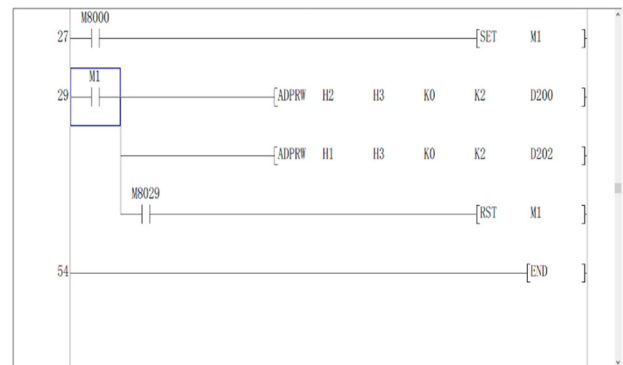 M8000
27 [SET M1 ]
M1
29 [ADPRW H2 H3 K0 K2 D200 ]
[ADPRW H1 H3 K0 K2 D202 ]
M8029
[RST M1 ]
54 [END ]